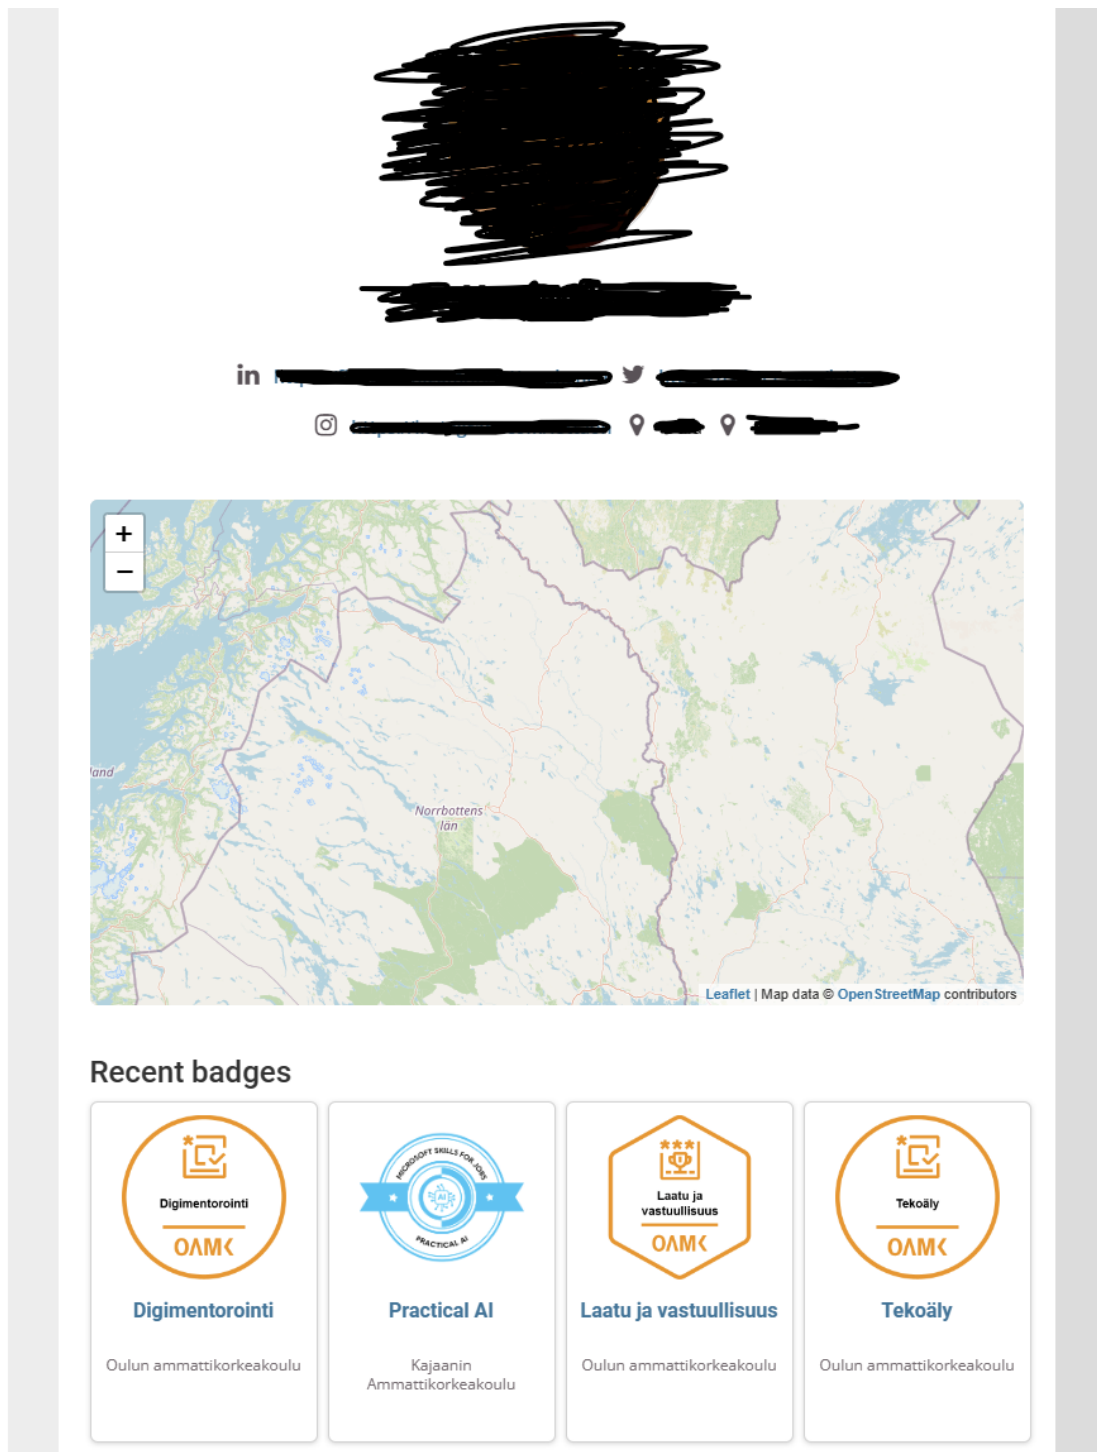 +
−
land
Norrbottens
län
Leaflet | Map data © OpenStreetMap contributors
Recent badges
Digimentorointi
OAMK
Digimentorointi
Oulun ammattikorkeakoulu
MICROSOFT SKILLS FOR JOBS
AI
PRACTICAL AI
Practical AI
Kajaanin
Ammattikorkeakoulu
Laatu ja
vastuullisuus
OAMK
Laatu ja vastuullisuus
Oulun ammattikorkeakoulu
Tekoäly
OAMK
Tekoäly
Oulun ammattikorkeakoulu